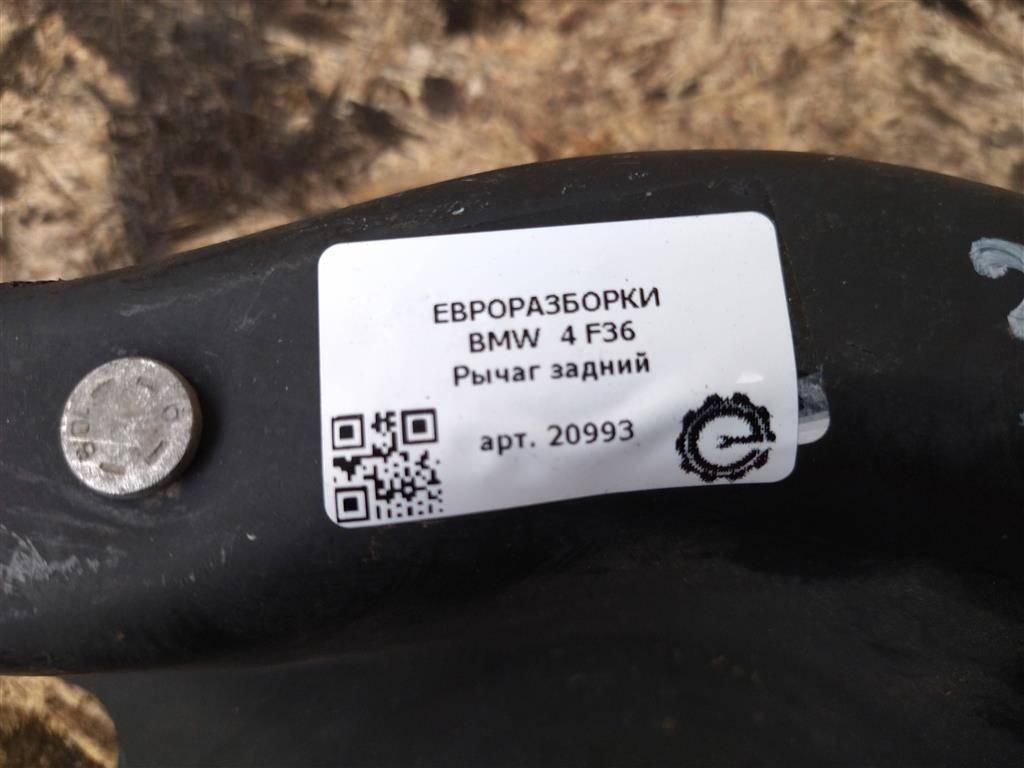 ЕВРОРАЗБОРКИ
BMW 4 F36
Рычаг задний
арт. 20993